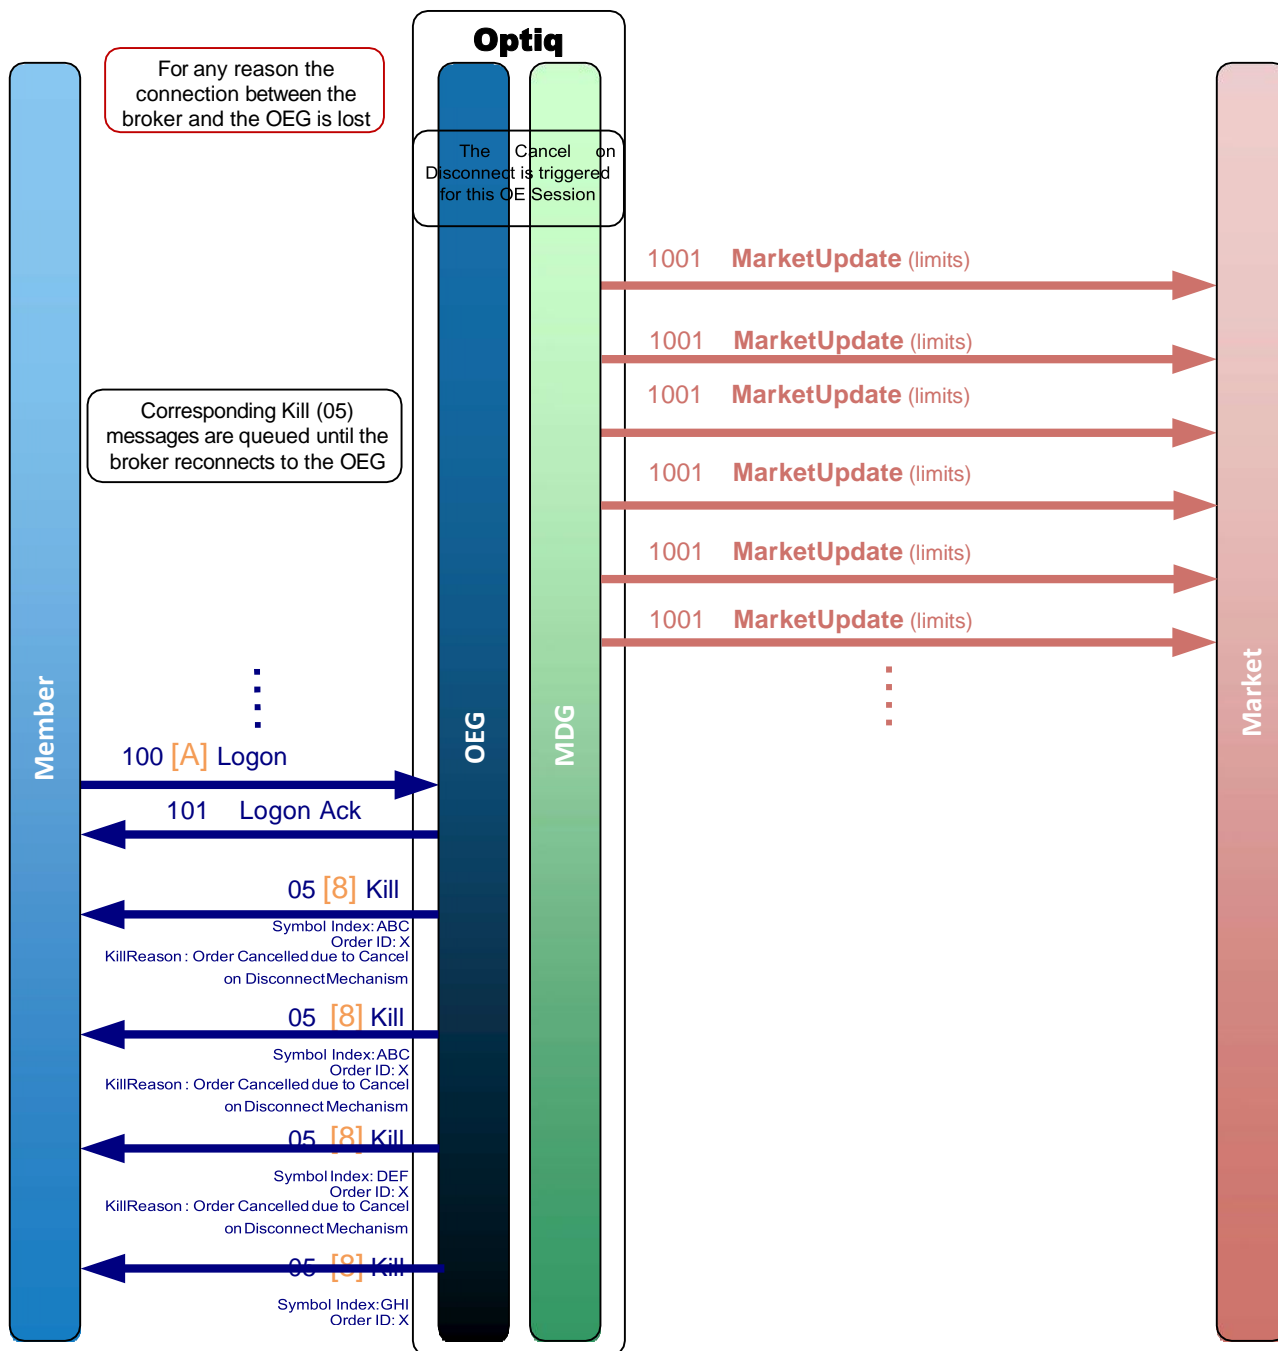 Optiq
For any reason the
connection between the
broker and the OEG is lost
The Cancel on
Disconnect is triggered
for this OE Session
1001 MarketUpdate (limits)
1001 MarketUpdate (limits)
1001 MarketUpdate (limits)
1001 MarketUpdate (limits)
1001 MarketUpdate (limits)
1001 MarketUpdate (limits)
Corresponding Kill (05)
messages are queued until the
broker reconnects to the OEG
Member
OEG
MDG
Market
100 [A] Logon
101 Logon Ack
05 [8] Kill
Symbol Index: ABC
Order ID: X
KillReason : Order Cancelled due to Cancel
on Disconnect Mechanism
05 [8] Kill
Symbol Index: ABC
Order ID: X
KillReason : Order Cancelled due to Cancel
on Disconnect Mechanism
05 [8] Kill
Symbol Index: DEF
Order ID: X
KillReason : Order Cancelled due to Cancel
on Disconnect Mechanism
05 [8] Kill
Symbol Index: GHI
Order ID: X